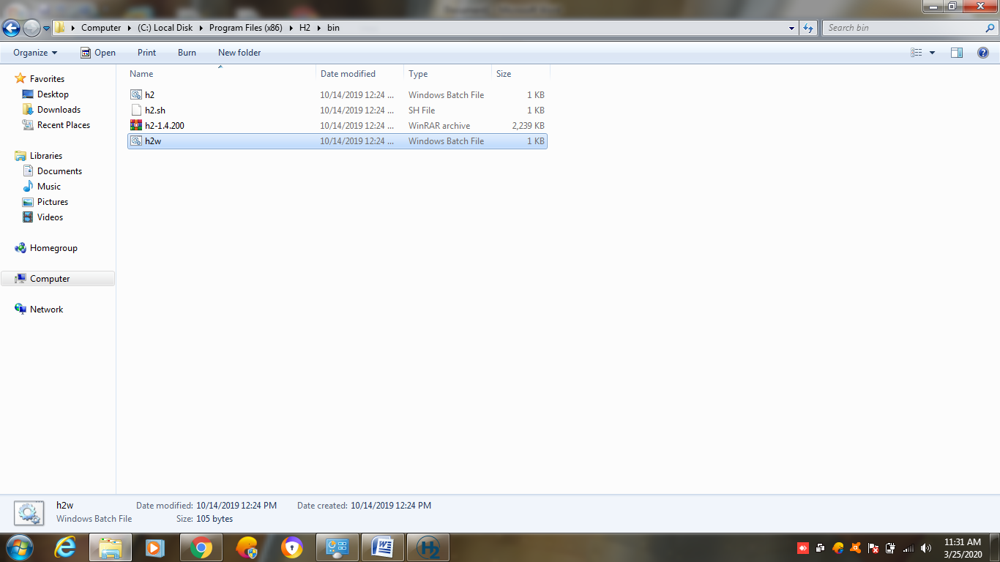 Computer ▸ (C:) Local Disk ▸ Program Files (x86) ▸ H2 ▸ bin
Search bin
Organize Open Print Burn New folder
Name Date modified Type Size
Favorites
Desktop
Downloads
Recent Places
Libraries
Documents
Music
Pictures
Videos
Homegroup
Computer
Network
h2 10/14/2019 12:24 ... Windows Batch File 1 KB
h2.sh 10/14/2019 12:24 ... SH File 1 KB
h2-1.4.200 10/14/2019 12:24 ... WinRAR archive 2,239 KB
h2w 10/14/2019 12:24 ... Windows Batch File 1 KB
h2w Date modified: 10/14/2019 12:24 PM Date created: 10/14/2019 12:24 PM
Windows Batch File Size: 105 bytes
H2
11:31 AM
3/25/2020